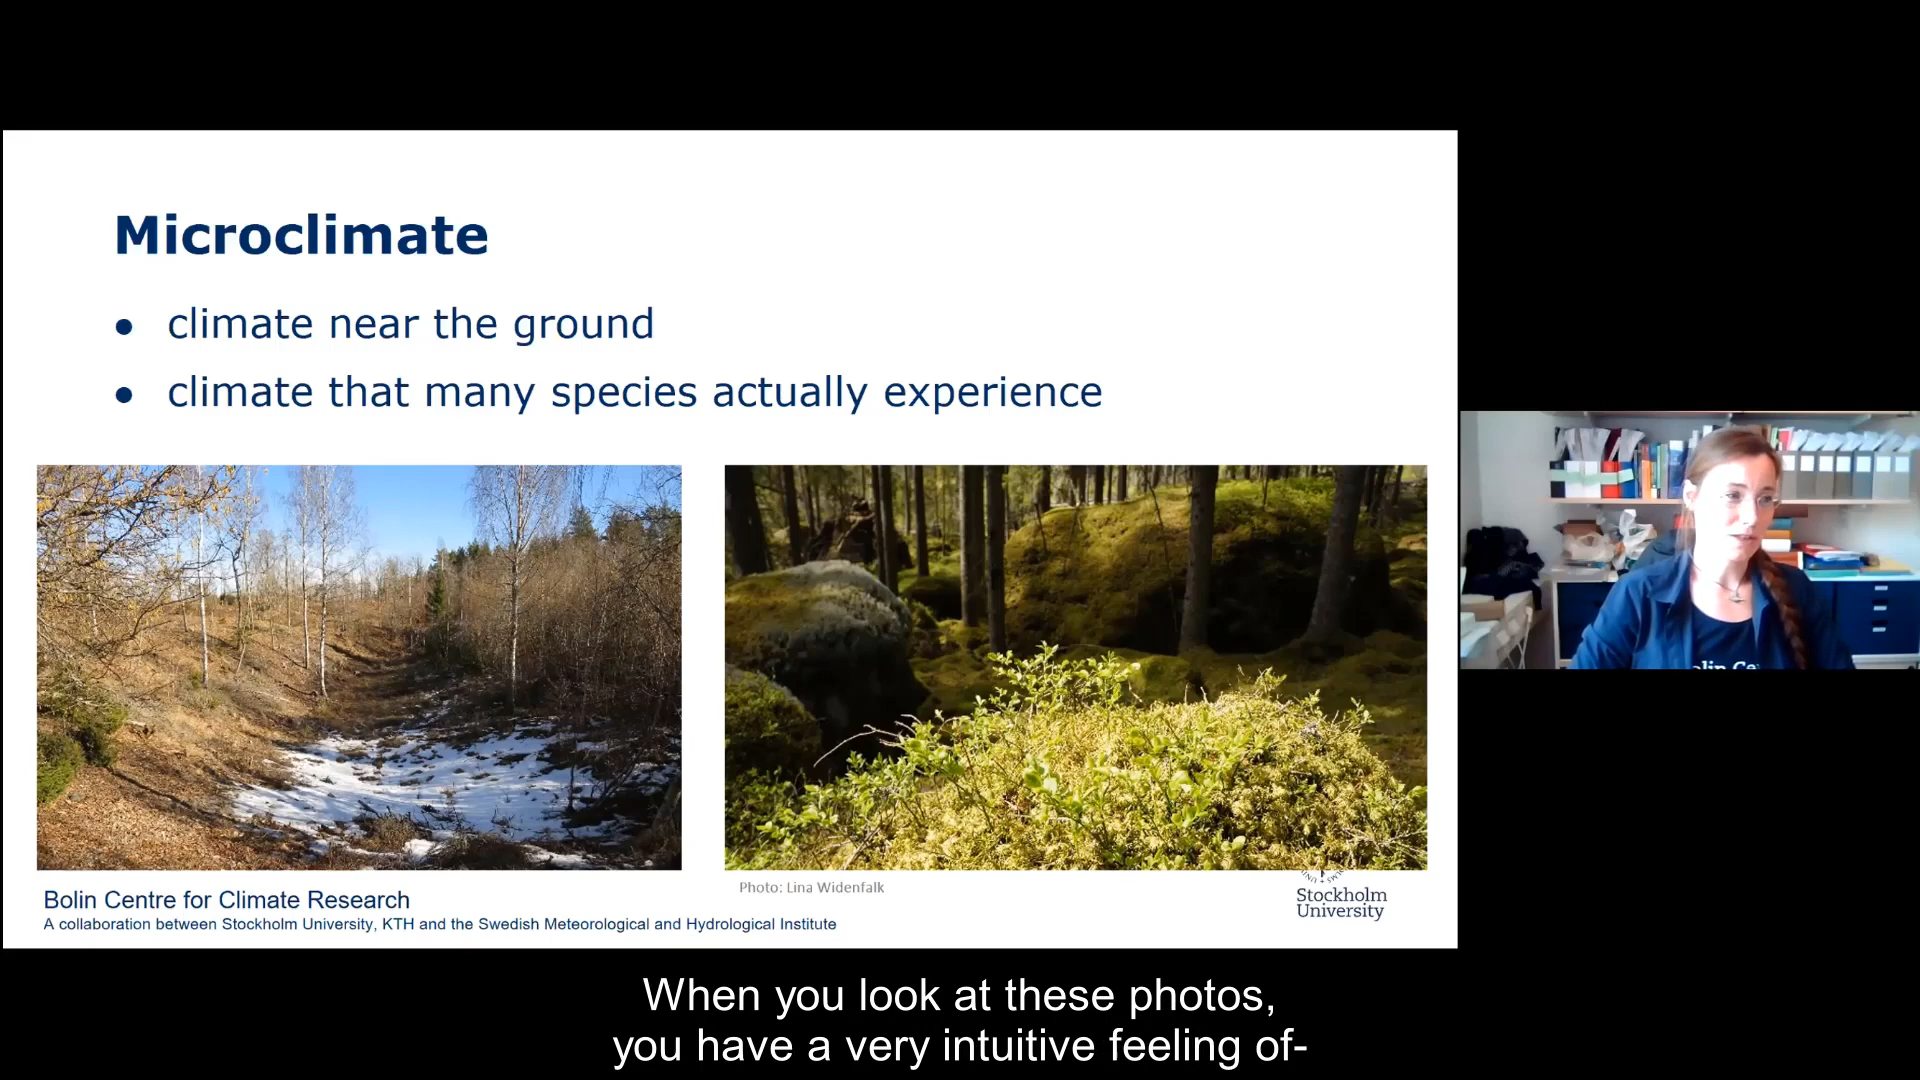 Microclimate
• climate near the ground
• climate that many species actually experience
Photo: Lina Widenfalk
Bolin Centre for Climate Research
A collaboration between Stockholm University, KTH and the Swedish Meteorological and Hydrological Institute
Stockholm
University
When you look at these photos,
you have a very intuitive feeling of-